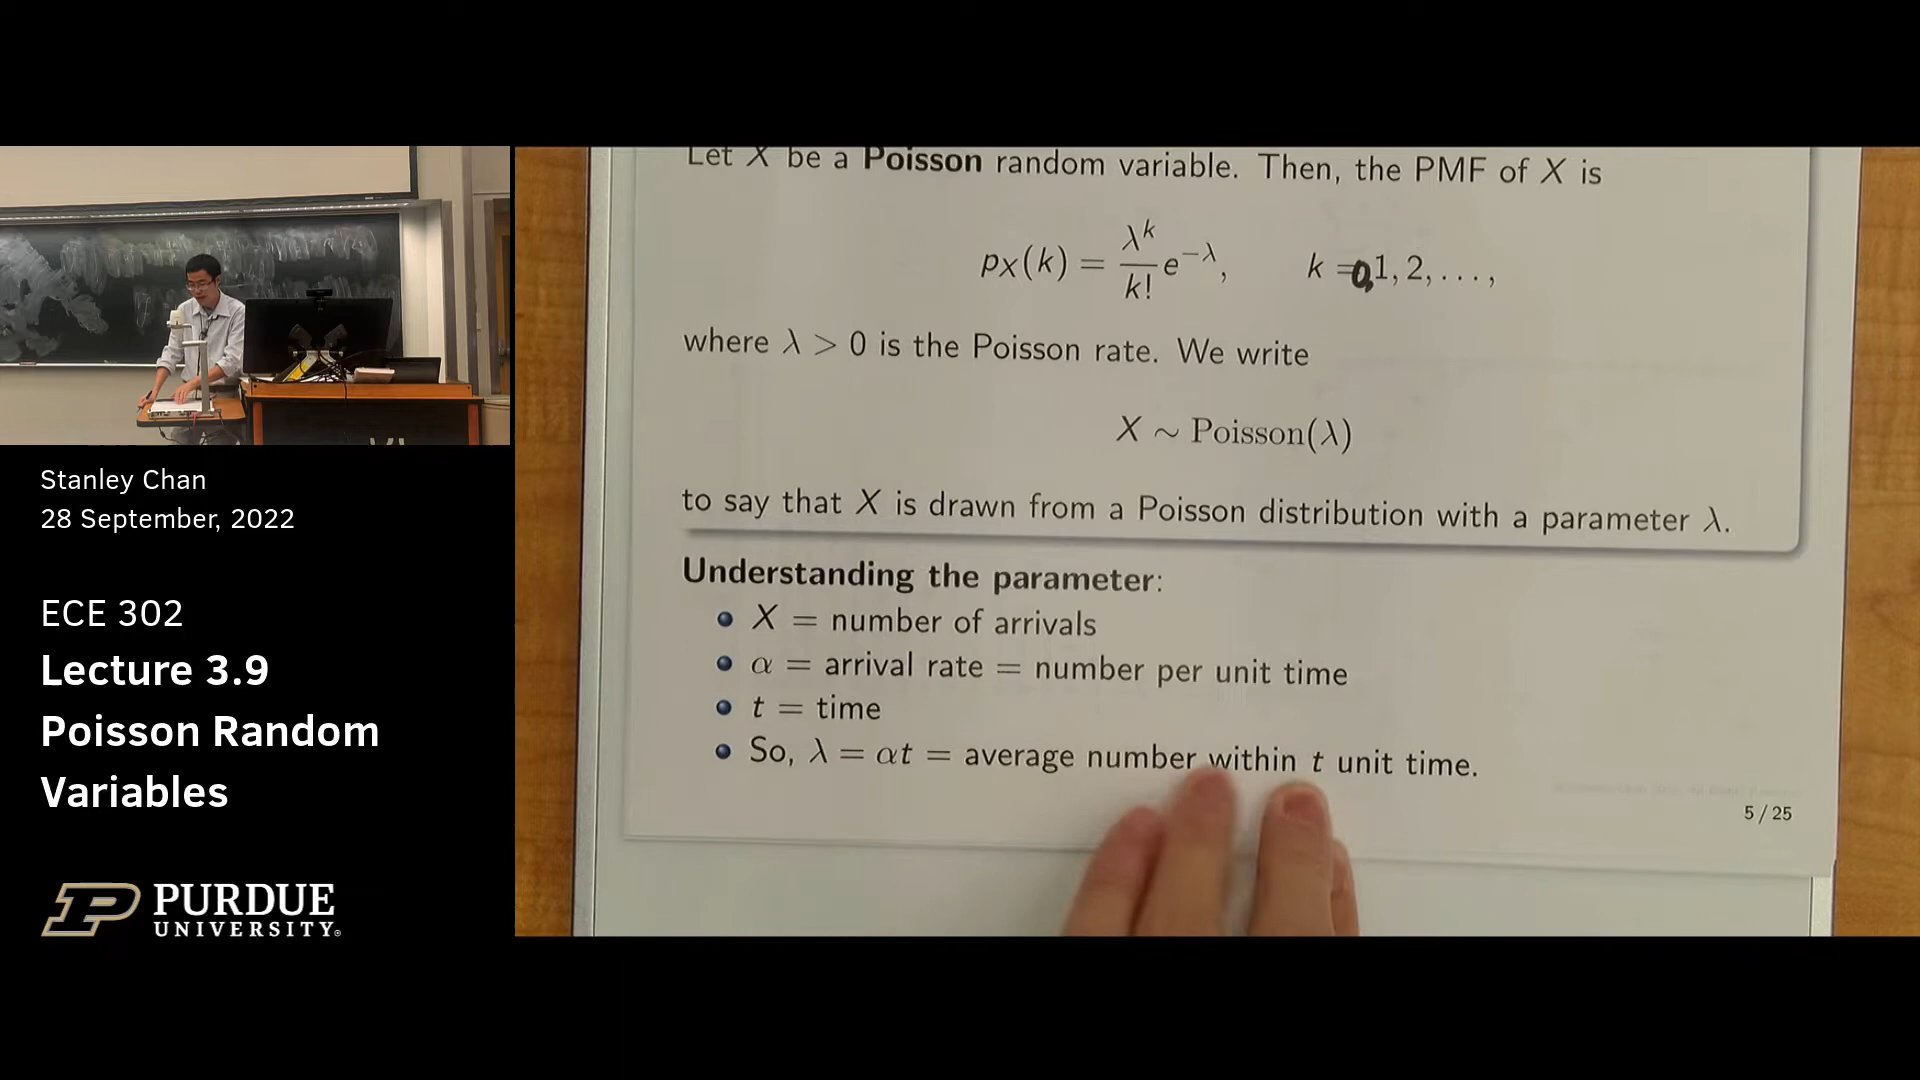 Stanley Chan
28 September, 2022
ECE 302
Lecture 3.9
Poisson Random
Variables
PURDUE
UNIVERSITY®
Let X be a Poisson random variable. Then, the PMF of X is
pX(k) = λ^k/k! e^−λ, k = 0,1, 2, . . . ,
where λ > 0 is the Poisson rate. We write
X ∼ Poisson(λ)
to say that X is drawn from a Poisson distribution with a parameter λ.
Understanding the parameter:
X = number of arrivals
α = arrival rate = number per unit time
t = time
So, λ = αt = average number within t unit time.
5 / 25